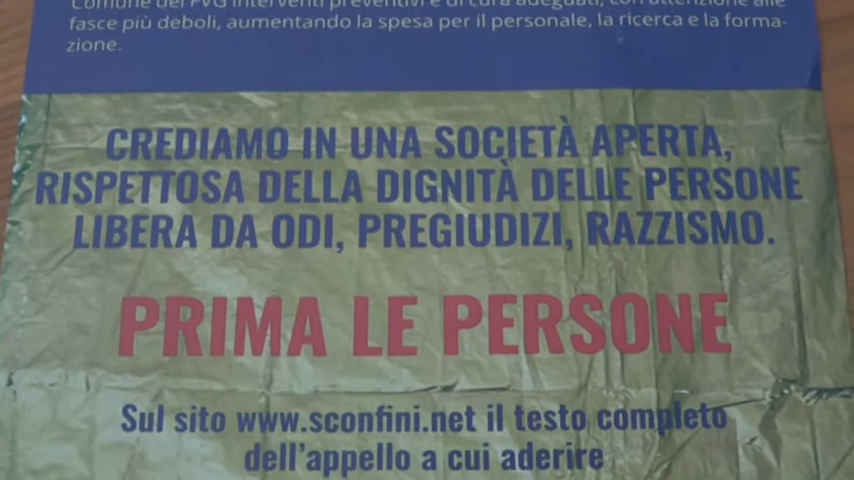 Comune del FVG interventi preventivi e di cura adeguati, con attenzione alle
fasce più deboli, aumentando la spesa per il personale, la ricerca e la forma-
zione.
CREDIAMO IN UNA SOCIETÀ APERTA,
RISPETTOSA DELLA DIGNITÀ DELLE PERSONE
LIBERA DA ODI, PREGIUDIZI, RAZZISMO.
PRIMA LE PERSONE
Sul sito www.sconfini.net il testo completo
dell'appello a cui aderire